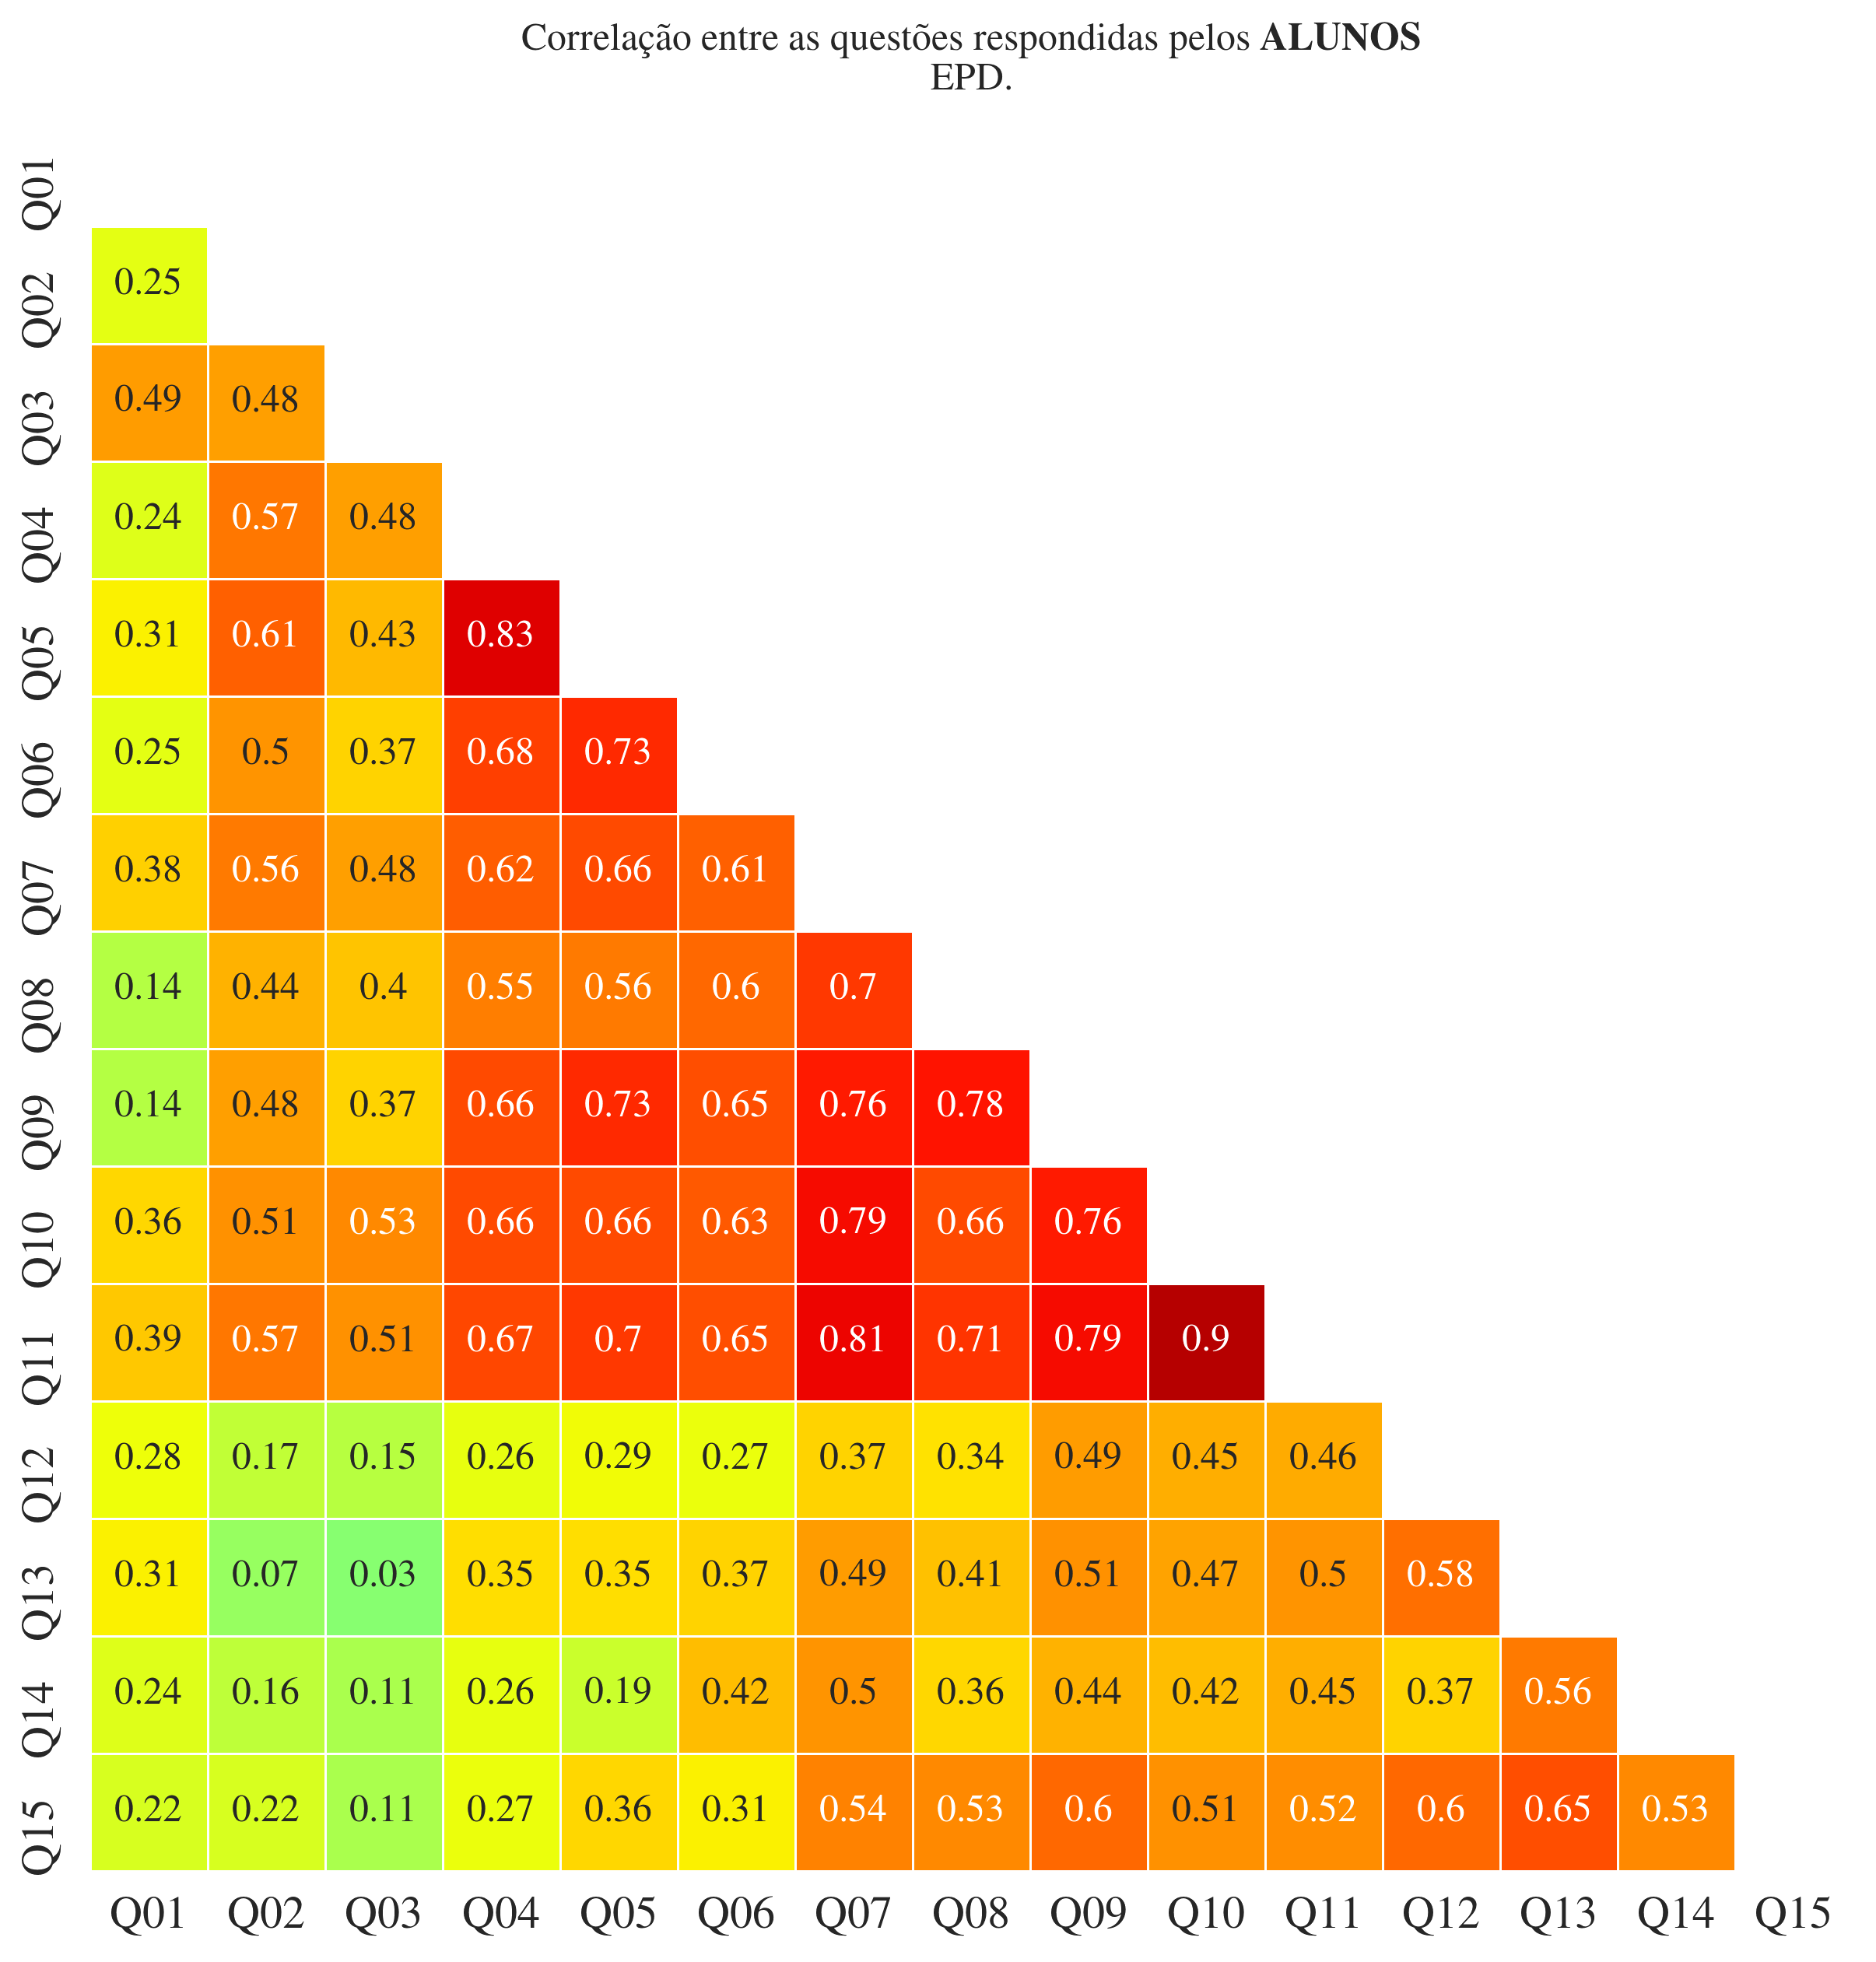 Correlação entre as questões respondidas pelos ALUNOS
EPD.
Q01
Q02 0.25
Q03 0.49 0.48
Q04 0.24 0.57 0.48
Q05 0.31 0.61 0.43 0.83
Q06 0.25 0.5 0.37 0.68 0.73
Q07 0.38 0.56 0.48 0.62 0.66 0.61
Q08 0.14 0.44 0.4 0.55 0.56 0.6 0.7
Q09 0.14 0.48 0.37 0.66 0.73 0.65 0.76 0.78
Q10 0.36 0.51 0.53 0.66 0.66 0.63 0.79 0.66 0.76
Q11 0.39 0.57 0.51 0.67 0.7 0.65 0.81 0.71 0.79 0.9
Q12 0.28 0.17 0.15 0.26 0.29 0.27 0.37 0.34 0.49 0.45 0.46
Q13 0.31 0.07 0.03 0.35 0.35 0.37 0.49 0.41 0.51 0.47 0.5 0.58
Q14 0.24 0.16 0.11 0.26 0.19 0.42 0.5 0.36 0.44 0.42 0.45 0.37 0.56
Q15 0.22 0.22 0.11 0.27 0.36 0.31 0.54 0.53 0.6 0.51 0.52 0.6 0.65 0.53
Q01 Q02 Q03 Q04 Q05 Q06 Q07 Q08 Q09 Q10 Q11 Q12 Q13 Q14 Q15